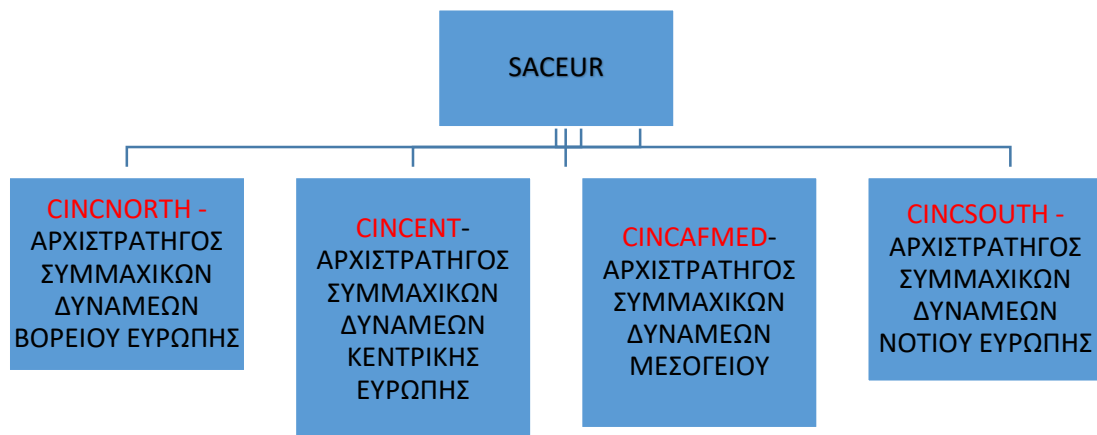 SACEUR
CINCNORTH -
ΑΡΧΙΣΤΡΑΤΗΓΟΣ
ΣΥΜΜΑΧΙΚΩΝ
ΔΥΝΑΜΕΩΝ
ΒΟΡΕΙΟΥ ΕΥΡΩΠΗΣ
CINCENT-
ΑΡΧΙΣΤΡΑΤΗΓΟΣ
ΣΥΜΜΑΧΙΚΩΝ
ΔΥΝΑΜΕΩΝ
ΚΕΝΤΡΙΚΗΣ
ΕΥΡΩΠΗΣ
CINCAFMED-
ΑΡΧΙΣΤΡΑΤΗΓΟΣ
ΣΥΜΜΑΧΙΚΩΝ
ΔΥΝΑΜΕΩΝ
ΜΕΣΟΓΕΙΟΥ
CINCSOUTH -
ΑΡΧΙΣΤΡΑΤΗΓΟΣ
ΣΥΜΜΑΧΙΚΩΝ
ΔΥΝΑΜΕΩΝ
ΝΟΤΙΟΥ ΕΥΡΩΠΗΣ